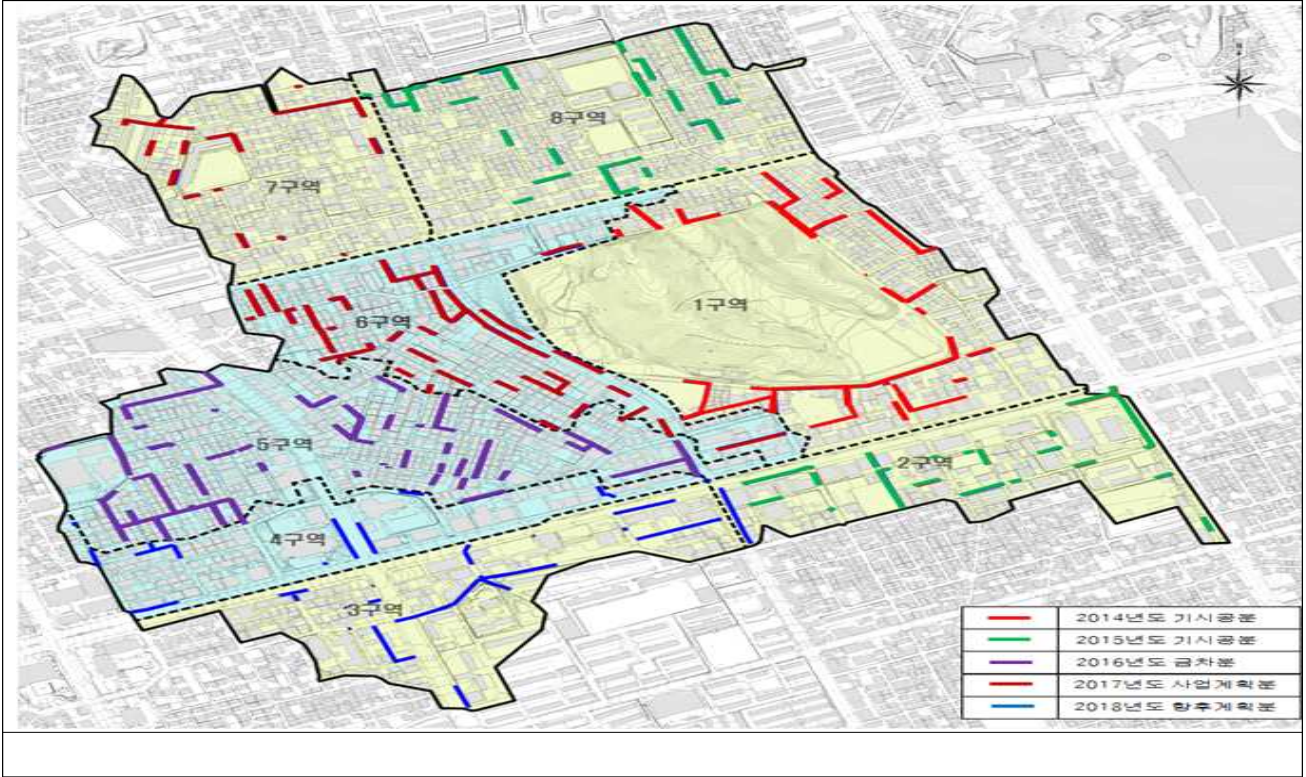 8구역
7구역
1구역
6구역
5구역
2구역
4구역
3구역
2014년도 기시공분
2015년도 기시공분
2016년도 금차분
2017년도 사업계획분
2018년도 향후계획분